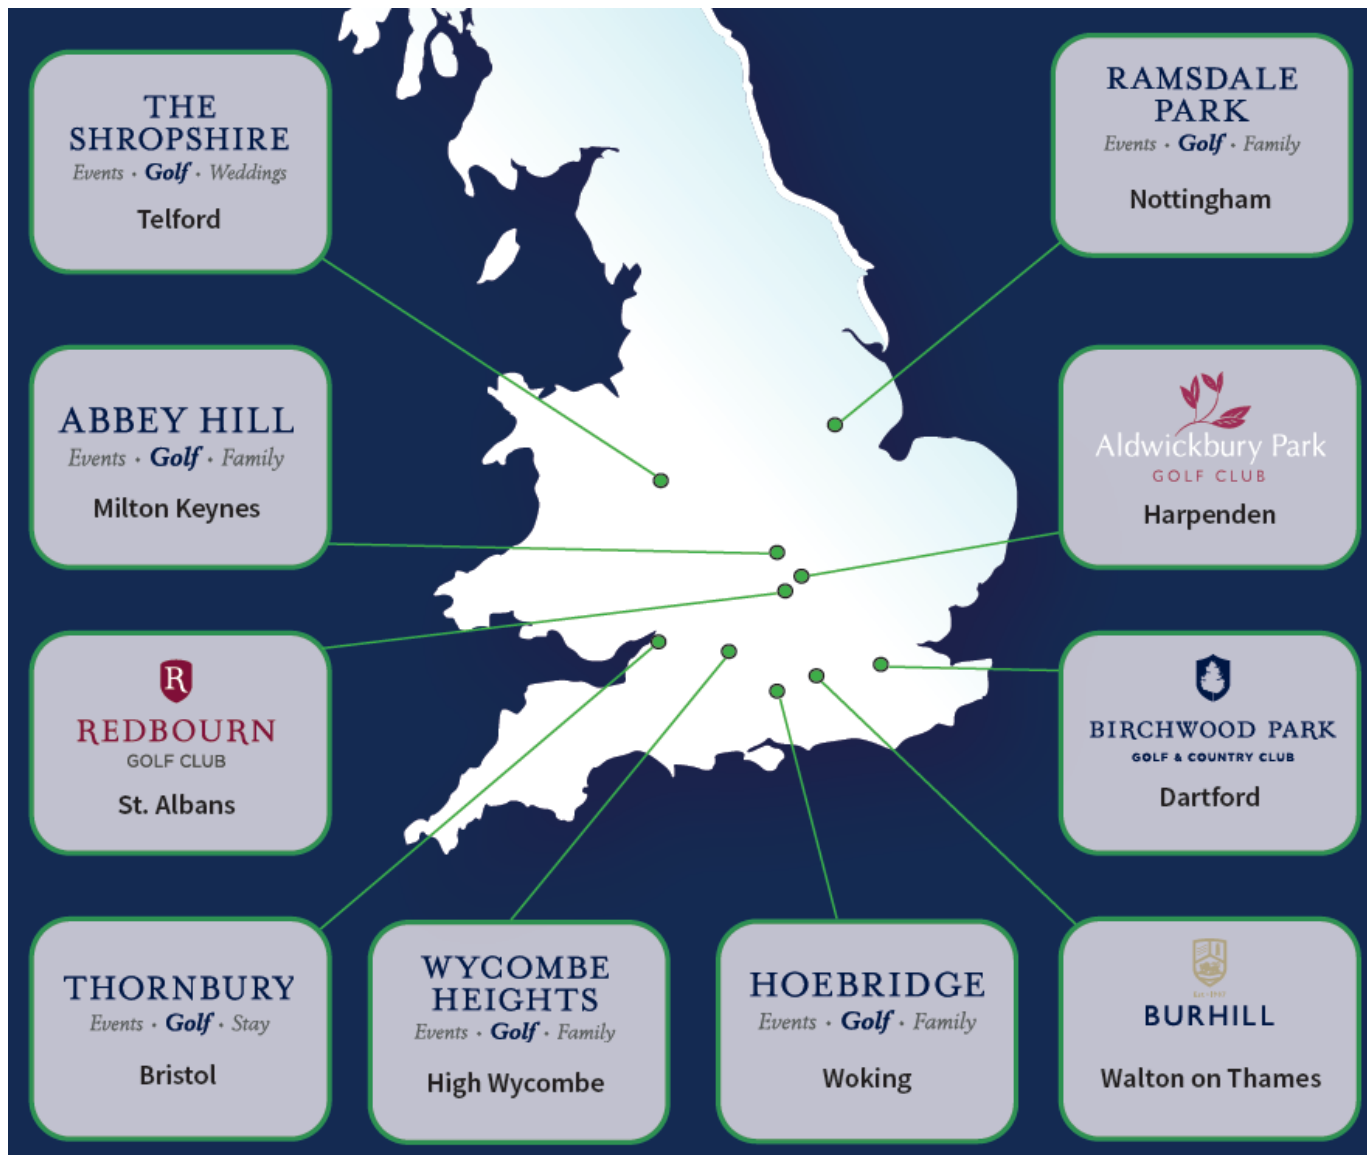 THE
SHROPSHIRE
Events · Golf · Weddings
Telford
RAMSDALE
PARK
Events · Golf · Family
Nottingham
ABBEY HILL
Events · Golf · Family
Milton Keynes
Aldwickbury Park
GOLF CLUB
Harpenden
R
REDBOURN
GOLF CLUB
St. Albans
BIRCHWOOD PARK
GOLF & COUNTRY CLUB
Dartford
THORNBURY
Events · Golf · Stay
Bristol
WYCOMBE
HEIGHTS
Events · Golf · Family
High Wycombe
HOEBRIDGE
Events · Golf · Family
Woking
BURHILL
Walton on Thames